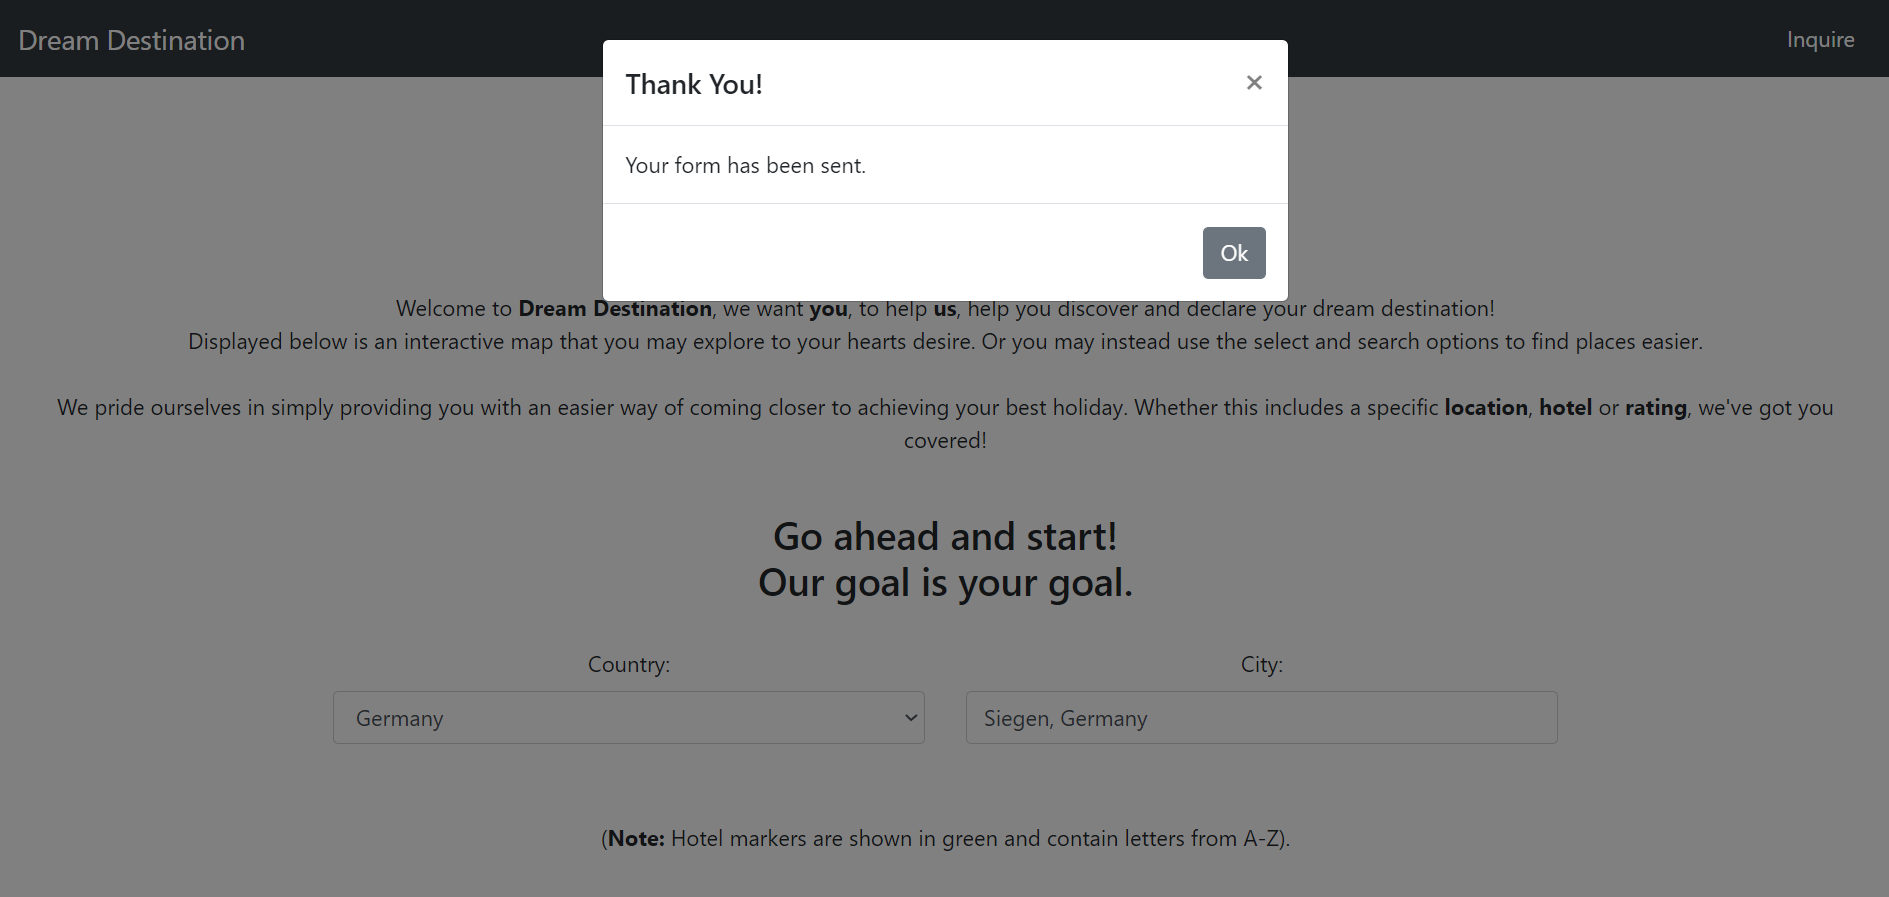 Dream Destination
Inquire
Thank You!
×
Your form has been sent.
Ok
Welcome to Dream Destination, we want you, to help us, help you discover and declare your dream destination!
Displayed below is an interactive map that you may explore to your hearts desire. Or you may instead use the select and search options to find places easier.
We pride ourselves in simply providing you with an easier way of coming closer to achieving your best holiday. Whether this includes a specific location, hotel or rating, we've got you
covered!
Go ahead and start!
Our goal is your goal.
Country:
City:
Germany
Siegen, Germany
(Note: Hotel markers are shown in green and contain letters from A-Z).